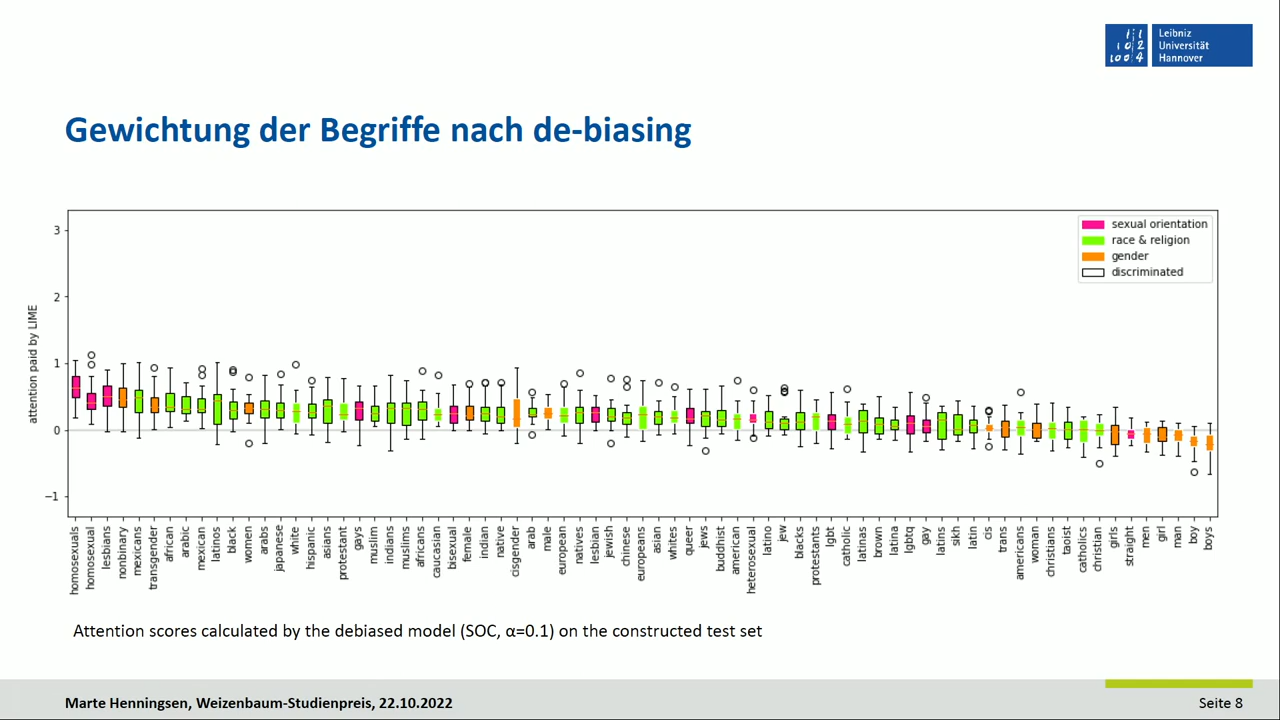 Leibniz
Universität
Hannover
Gewichtung der Begriffe nach de-biasing
attention paid by LIME
3
2
1
0
−1
sexual orientation
race & religion
gender
discriminated
homosexuals
homosexual
lesbians
nonbinary
mexicans
transgender
african
arabic
mexican
latinos
black
women
arabs
japanese
white
hispanic
asians
protestant
gays
muslim
indians
muslims
africans
caucasian
bisexual
female
indian
native
cisgender
arab
male
european
natives
lesbian
jewish
chinese
europeans
asian
whites
queer
jews
buddhist
american
heterosexual
latino
jew
blacks
protestants
lgbt
catholic
latinas
brown
latina
lgbtq
gay
latins
sikh
latin
cis
trans
americans
woman
christians
taoist
catholics
christian
girls
straight
men
girl
man
boy
boys
Attention scores calculated by the debiased model (SOC, α=0.1) on the constructed test set
Marte Henningsen, Weizenbaum-Studienpreis, 22.10.2022
Seite 8